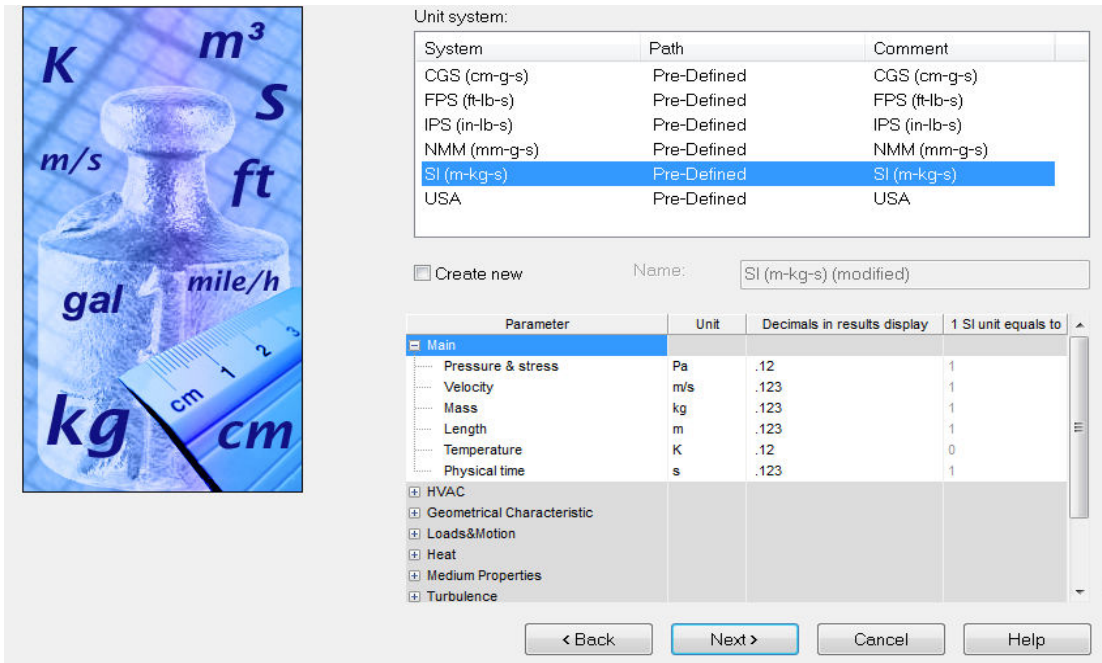 K
m³
S
m/s
ft
gal
mile/h
kg
cm 1 2 3
cm
Unit system:
System Path Comment
CGS (cm-g-s) Pre-Defined CGS (cm-g-s)
FPS (ft-lb-s) Pre-Defined FPS (ft-lb-s)
IPS (in-lb-s) Pre-Defined IPS (in-lb-s)
NMM (mm-g-s) Pre-Defined NMM (mm-g-s)
SI (m-kg-s) Pre-Defined SI (m-kg-s)
USA Pre-Defined USA
Create new Name: SI (m-kg-s) (modified)
Parameter Unit Decimals in results display 1 SI unit equals to
Main
Pressure & stress Pa .12 1
Velocity m/s .123 1
Mass kg .123 1
Length m .123 1
Temperature K .12 0
Physical time s .123 1
HVAC
Geometrical Characteristic
Loads&Motion
Heat
Medium Properties
Turbulence
< Back Next > Cancel Help